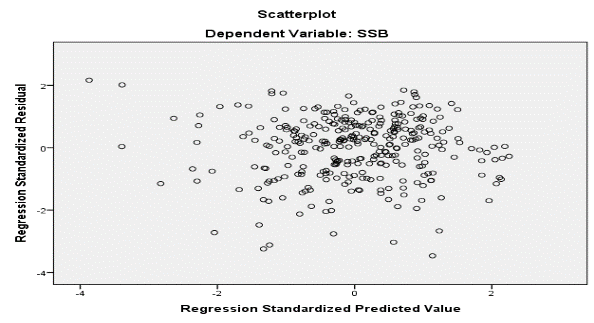 Scatterplot
Dependent Variable: SSB
Regression Standardized Residual
2
0
-2
-4
-4
-2
0
2
Regression Standardized Predicted Value